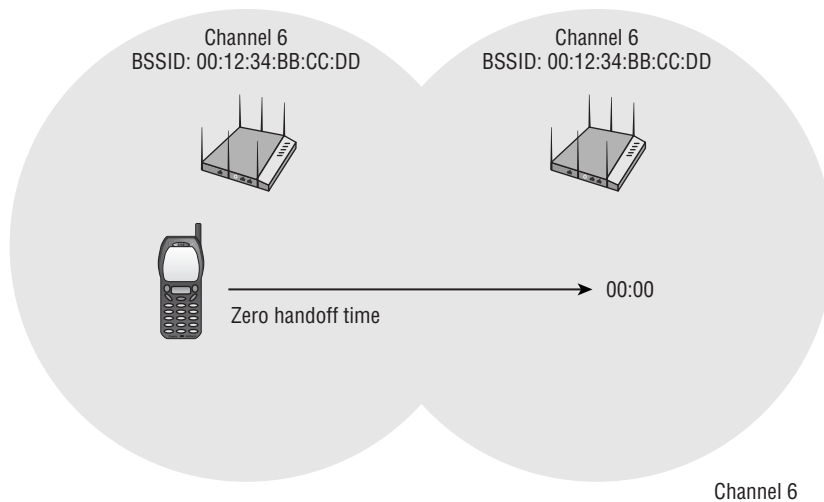 Channel 6
BSSID: 00:12:34:BB:CC:DD
Channel 6
BSSID: 00:12:34:BB:CC:DD
00:00
Zero handoff time
Channel 6